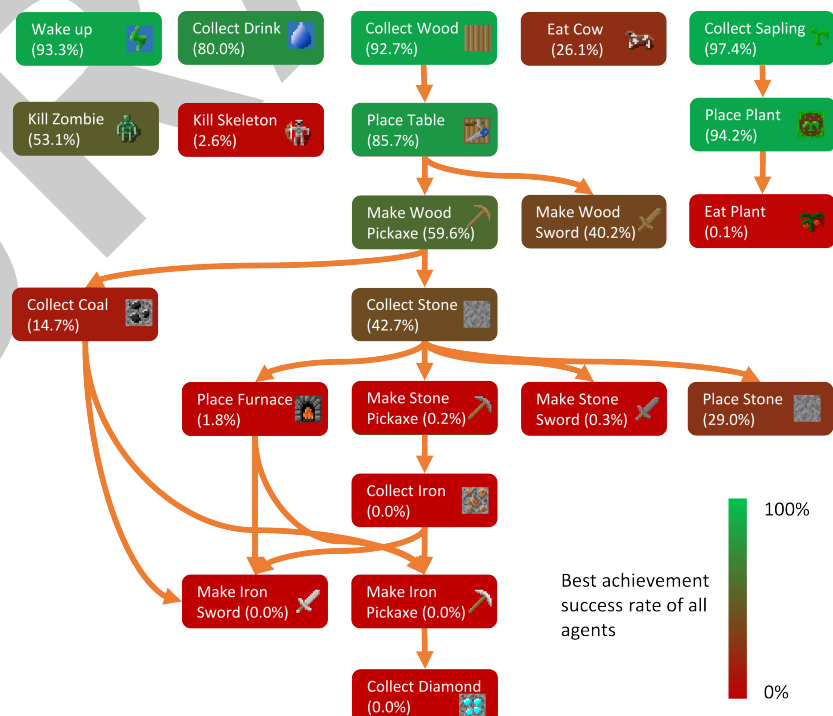 Wake up
(93.3%)
Collect Drink
(80.0%)
Collect Wood
(92.7%)
Eat Cow
(26.1%)
Collect Sapling
(97.4%)
Kill Zombie
(53.1%)
Kill Skeleton
(2.6%)
Place Table
(85.7%)
Place Plant
(94.2%)
Make Wood
Pickaxe (59.6%)
Make Wood
Sword (40.2%)
Eat Plant
(0.1%)
Collect Coal
(14.7%)
Collect Stone
(42.7%)
Place Furnace
(1.8%)
Make Stone
Pickaxe (0.2%)
Make Stone
Sword (0.3%)
Place Stone
(29.0%)
Collect Iron
(0.0%)
Make Iron
Sword (0.0%)
Make Iron
Pickaxe (0.0%)
Collect Diamond
(0.0%)
100%
Best achievement
success rate of all
agents
0%